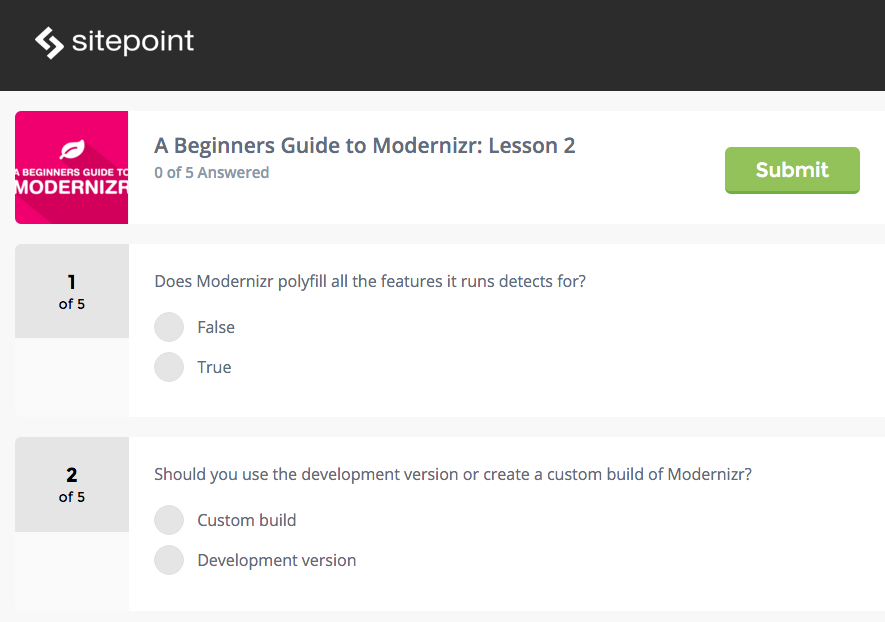 sitepoint
A BEGINNERS GUIDE TO
MODERNIZR
A Beginners Guide to Modernizr: Lesson 2
0 of 5 Answered
Submit
1
of 5
Does Modernizr polyfill all the features it runs detects for?
False
True
2
of 5
Should you use the development version or create a custom build of Modernizr?
Custom build
Development version